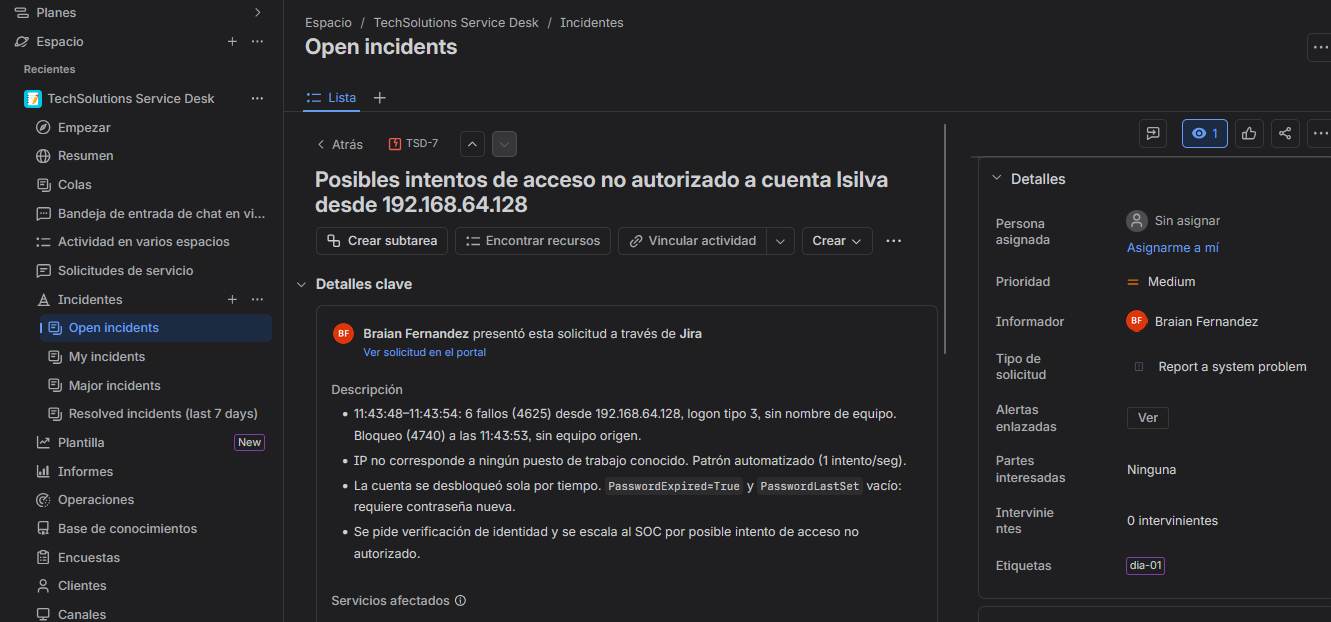 Planes
Espacio
Recientes
TechSolutions Service Desk
Empezar
Resumen
Colas
Bandeja de entrada de chat en vi...
Actividad en varios espacios
Solicitudes de servicio
Incidentes
Open incidents
My incidents
Major incidents
Resolved incidents (last 7 days)
Plantilla New
Informes
Operaciones
Base de conocimientos
Encuestas
Clientes
Canales
Espacio / TechSolutions Service Desk / Incidentes
Open incidents
Lista
Atrás TSD-7
Posibles intentos de acceso no autorizado a cuenta lsilva
desde 192.168.64.128
Crear subtarea Encontrar recursos Vincular actividad Crear
Detalles clave
BF Braian Fernandez presentó esta solicitud a través de Jira
Ver solicitud en el portal
Descripción
• 11:43:48–11:43:54: 6 fallos (4625) desde 192.168.64.128, logon tipo 3, sin nombre de equipo.
Bloqueo (4740) a las 11:43:53, sin equipo origen.
• IP no corresponde a ningún puesto de trabajo conocido. Patrón automatizado (1 intento/seg).
• La cuenta se desbloqueó sola por tiempo. PasswordExpired=True y PasswordLastSet vacío:
requiere contraseña nueva.
• Se pide verificación de identidad y se escala al SOC por posible intento de acceso no
autorizado.
Servicios afectados
1
Detalles
Persona
asignada
Sin asignar
Asignarme a mí
Prioridad
Medium
Informador
BF Braian Fernandez
Tipo de
solicitud
Report a system problem
Alertas
enlazadas
Ver
Partes
interesadas
Ninguna
Intervinie
ntes
0 intervinientes
Etiquetas
dia-01